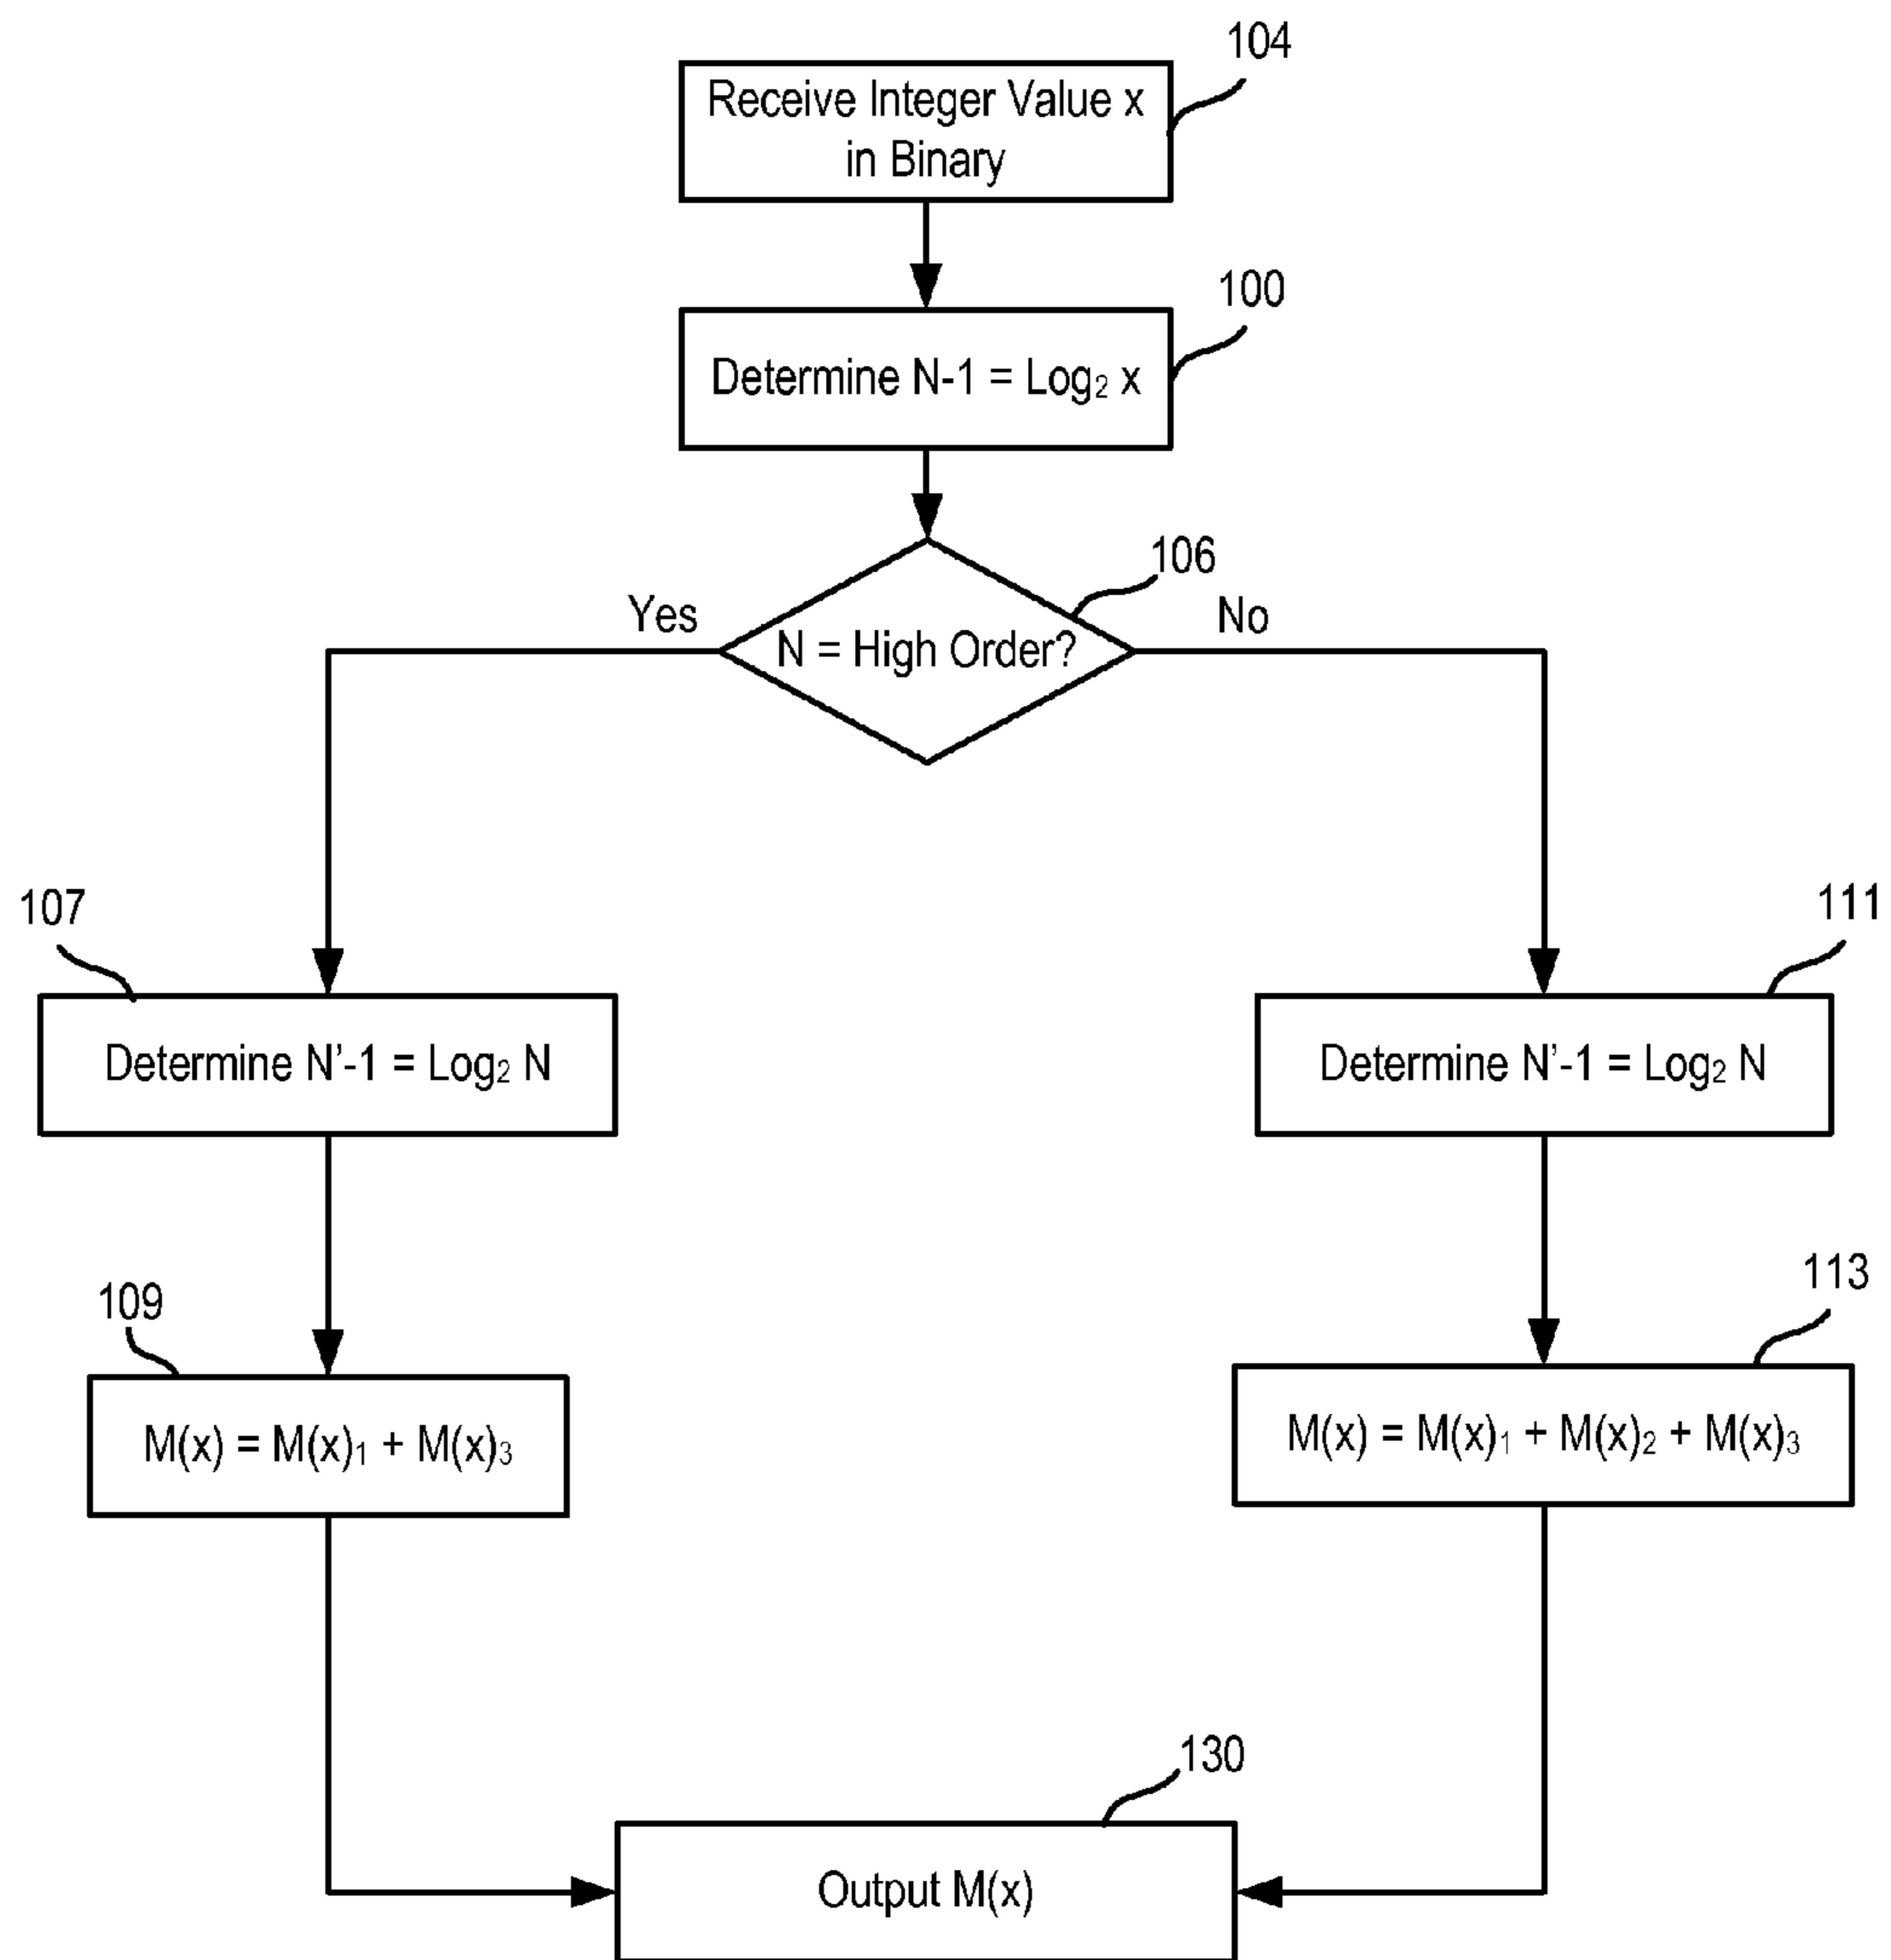 104
Receive Integer Value x
in Binary
100
Determine N-1 = Log₂ x
106
Yes
No
N = High Order?
107
111
Determine N'-1 = Log₂ N
Determine N'-1 = Log₂ N
109
113
M(x) = M(x)₁ + M(x)₃
M(x) = M(x)₁ + M(x)₂ + M(x)₃
130
Output M(x)